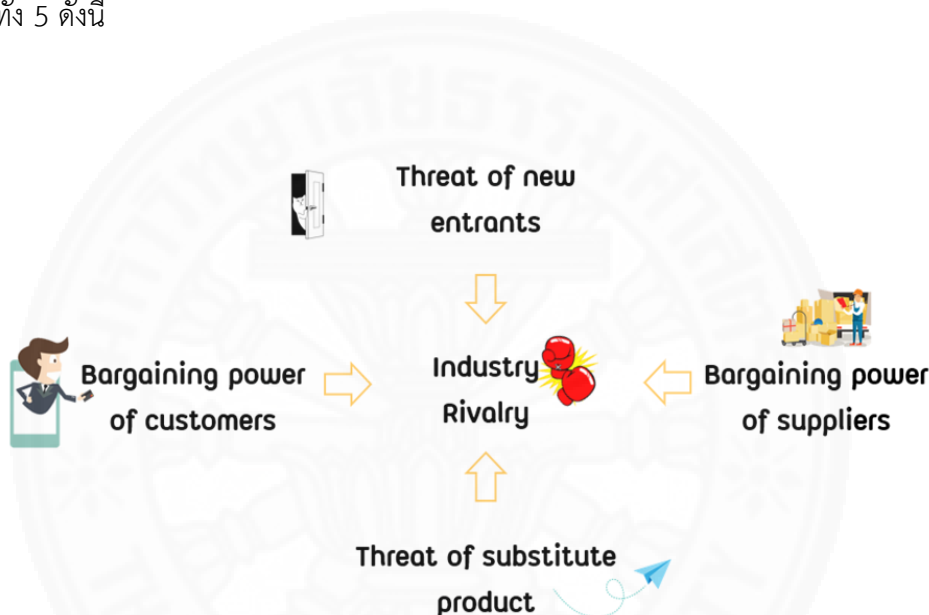 ทั้ง 5 ดังนี้
Threat of new
entrants
Bargaining power
of customers
Industry
Rivalry
Bargaining power
of suppliers
Threat of substitute
product